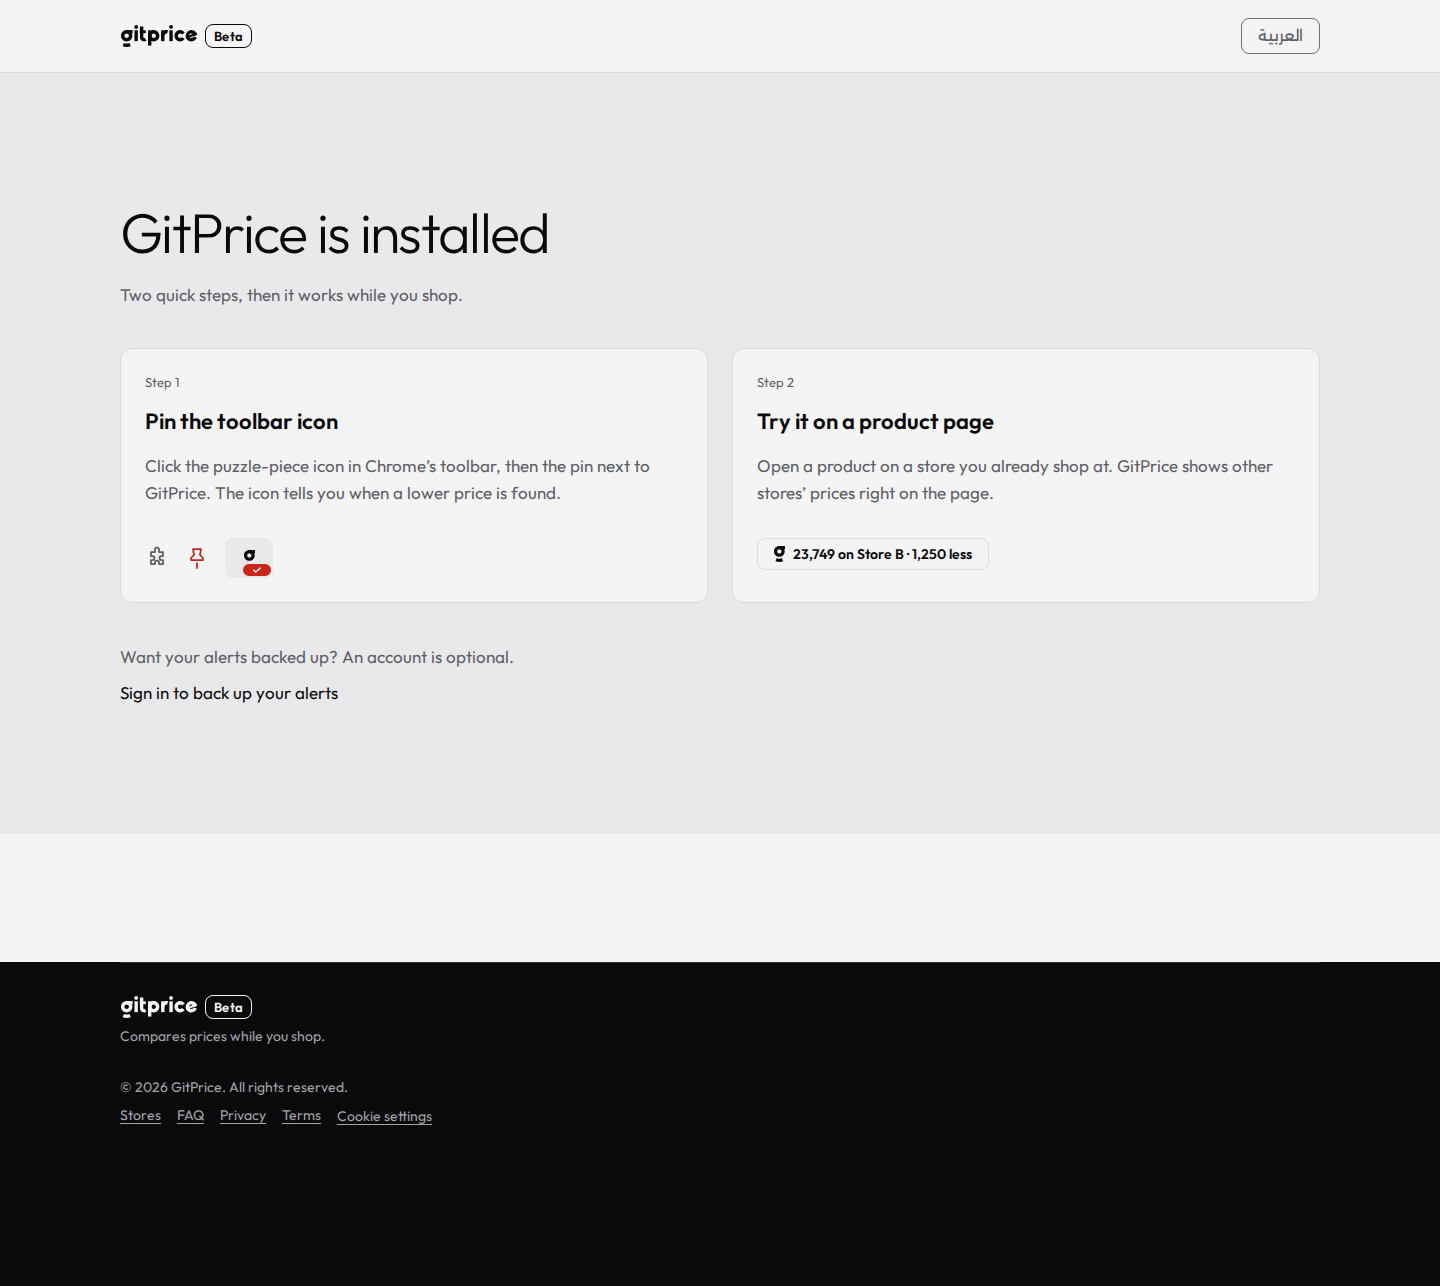 gitprice Beta
العربية
GitPrice is installed
Two quick steps, then it works while you shop.
Step 1
Pin the toolbar icon
Click the puzzle-piece icon in Chrome’s toolbar, then the pin next to
GitPrice. The icon tells you when a lower price is found.
g
Step 2
Try it on a product page
Open a product on a store you already shop at. GitPrice shows other
stores’ prices right on the page.
g 23,749 on Store B · 1,250 less
Want your alerts backed up? An account is optional.
Sign in to back up your alerts
gitprice Beta
Compares prices while you shop.
© 2026 GitPrice. All rights reserved.
Stores FAQ Privacy Terms Cookie settings